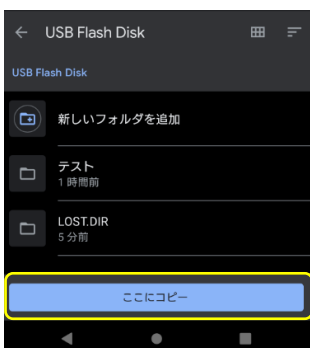 USB Flash Disk
USB Flash Disk
新しいフォルダを追加
テスト
1 時間前
LOST.DIR
5 分前
ここにコピー